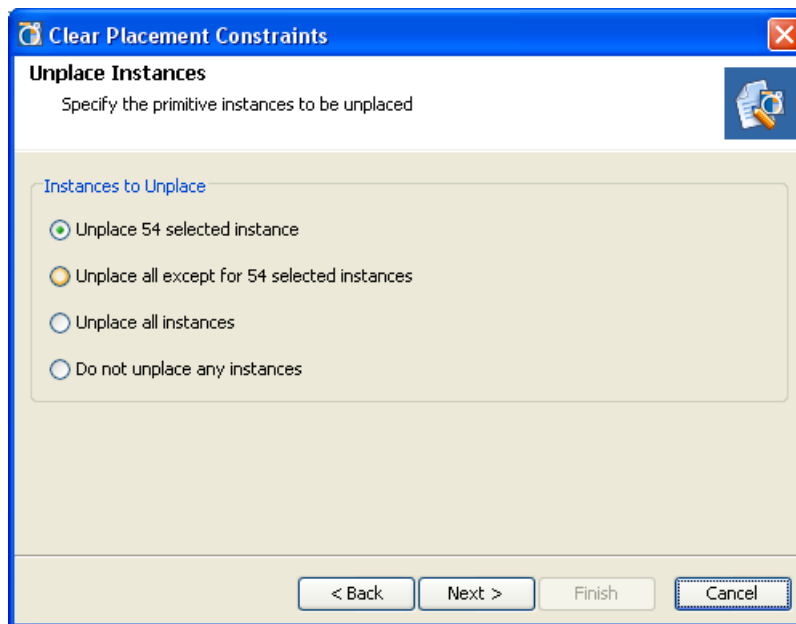 Clear Placement Constraints
Unplace Instances
Specify the primitive instances to be unplaced
Instances to Unplace
Unplace 54 selected instance
Unplace all except for 54 selected instances
Unplace all instances
Do not unplace any instances
< Back Next > Finish Cancel